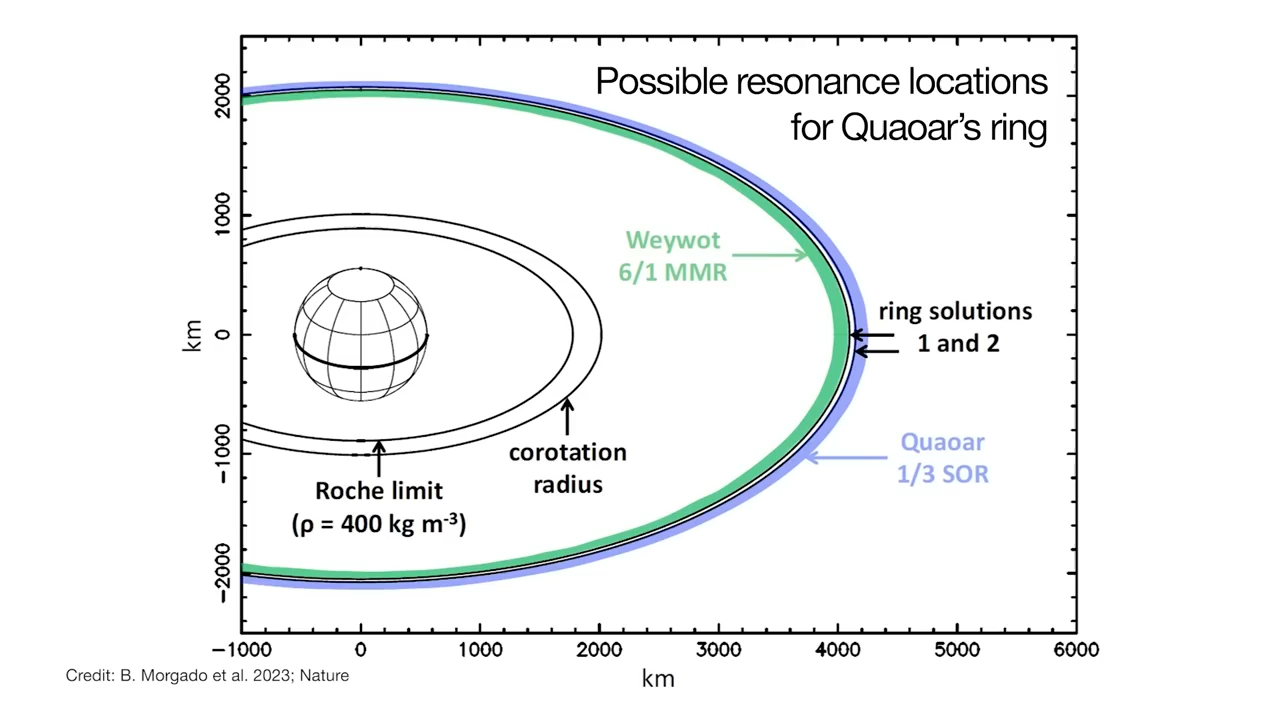 Possible resonance locations
for Quaoar’s ring
2000
1000
0
−1000
−2000
km
Weywot
6/1 MMR
ring solutions
1 and 2
Quaoar
1/3 SOR
corotation
radius
Roche limit
(ρ = 400 kg m⁻³)
−1000 0 1000 2000 3000 4000 5000 6000
km
Credit: B. Morgado et al. 2023; Nature